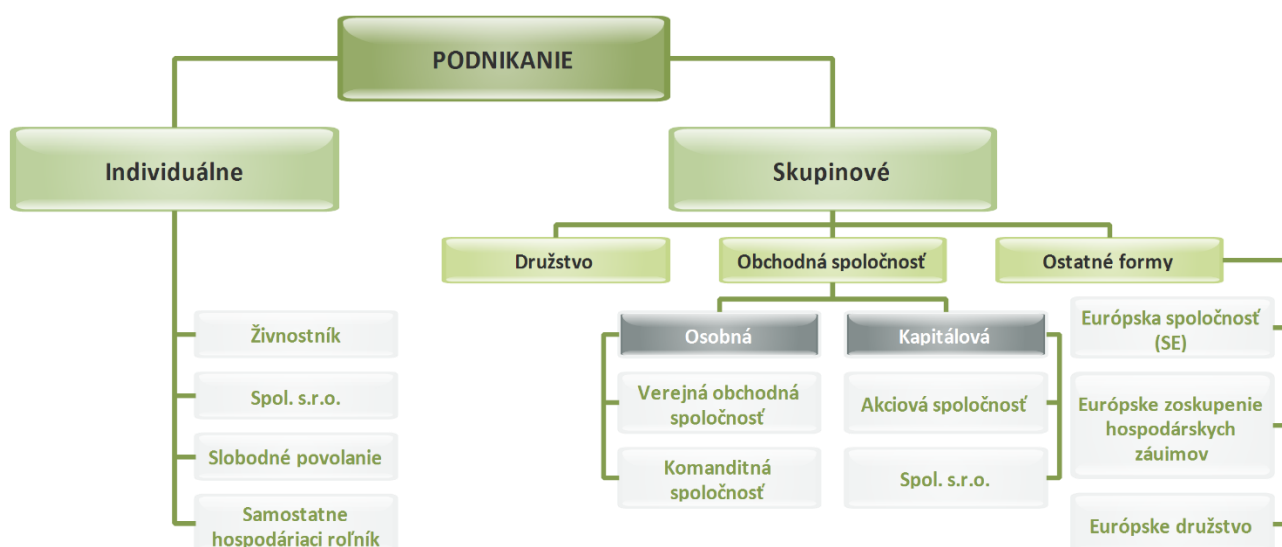 PODNIKANIE
Individuálne
Skupinové
Družstvo
Obchodná spoločnosť
Ostatné formy
Živnostník
Spol. s.r.o.
Slobodné povolanie
Samostatne
hospodáriaci roľník
Osobná
Verejná obchodná
spoločnosť
Komanditná
spoločnosť
Kapitálová
Akciová spoločnosť
Spol. s.r.o.
Európska spoločnosť
(SE)
Európske zoskupenie
hospodárskych
záuimov
Európske družstvo